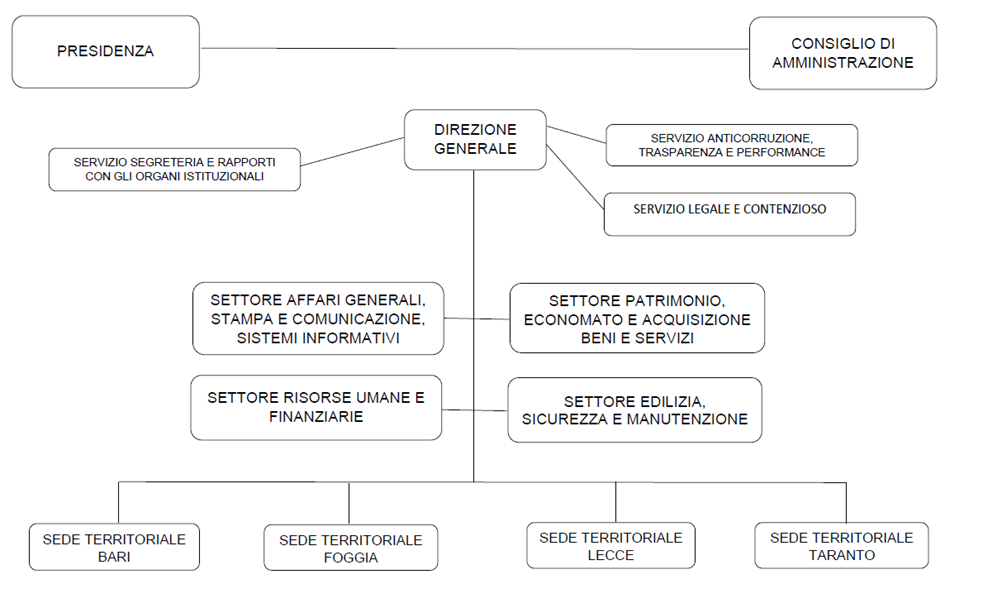 PRESIDENZA
CONSIGLIO DI
AMMINISTRAZIONE
DIREZIONE
GENERALE
SERVIZIO ANTICORRUZIONE,
TRASPARENZA E PERFORMANCE
SERVIZIO SEGRETERIA E RAPPORTI
CON GLI ORGANI ISTITUZIONALI
SERVIZIO LEGALE E CONTENZIOSO
SETTORE AFFARI GENERALI,
STAMPA E COMUNICAZIONE,
SISTEMI INFORMATIVI
SETTORE PATRIMONIO,
ECONOMATO E ACQUISIZIONE
BENI E SERVIZI
SETTORE RISORSE UMANE E
FINANZIARIE
SETTORE EDILIZIA,
SICUREZZA E MANUTENZIONE
SEDE TERRITORIALE
BARI
SEDE TERRITORIALE
FOGGIA
SEDE TERRITORIALE
LECCE
SEDE TERRITORIALE
TARANTO